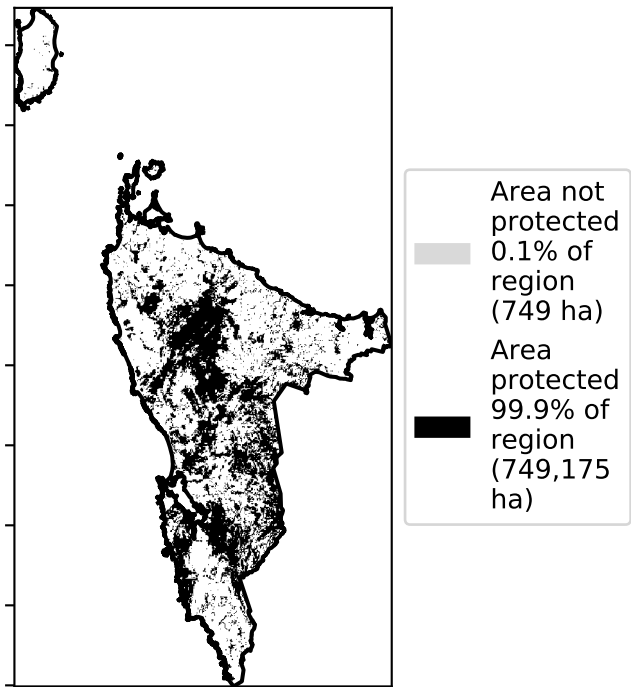 Area not
protected
0.1% of
region
(749 ha)
Area
protected
99.9% of
region
(749,175
ha)